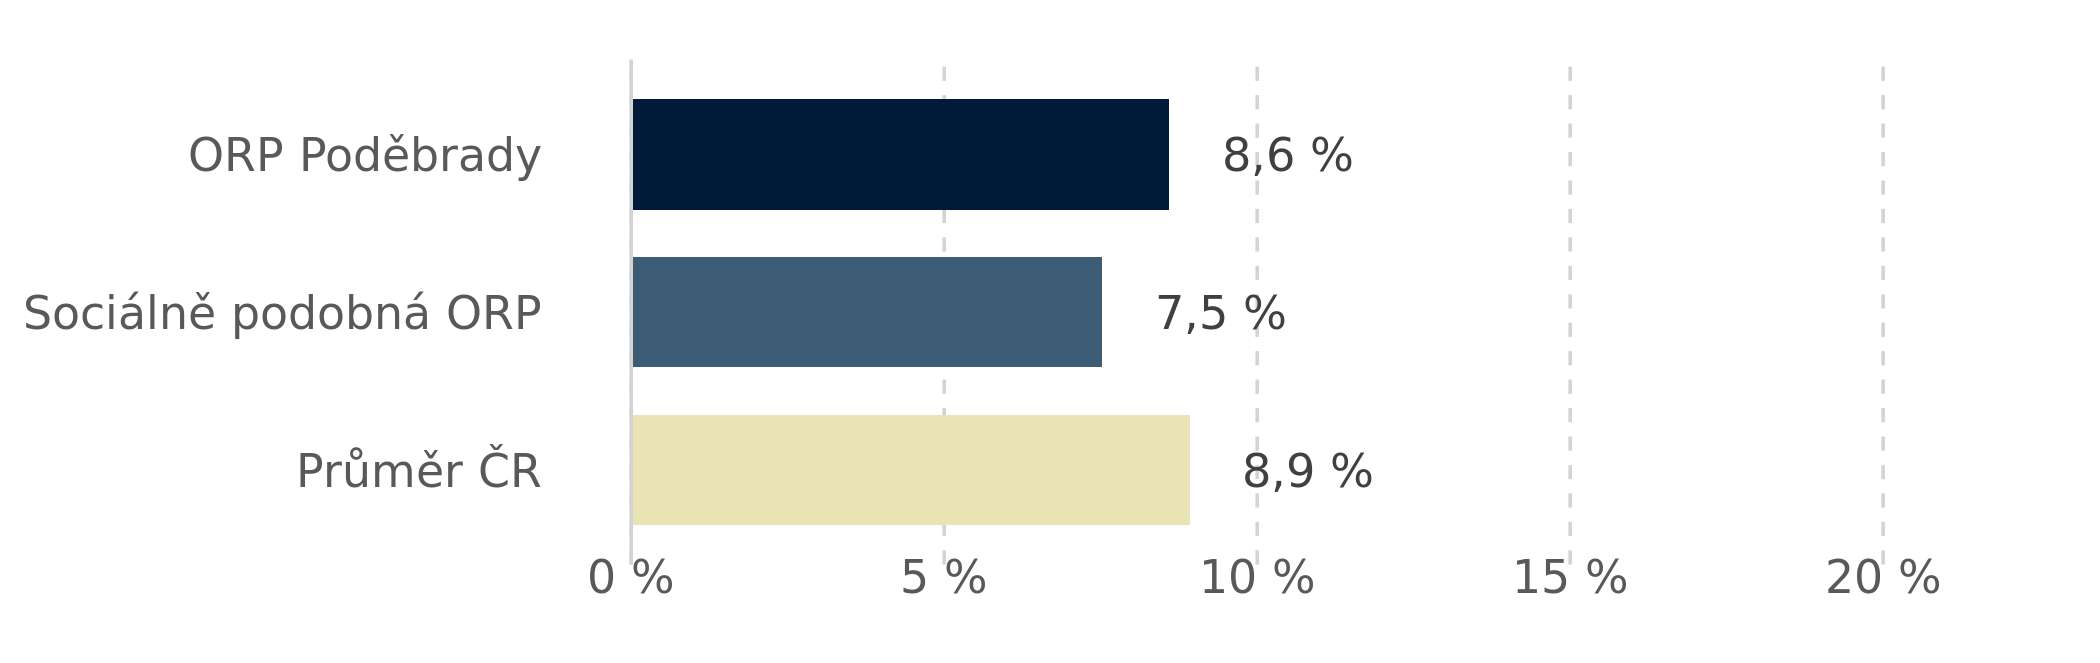 ORP Poděbrady 8,6 %
Sociálně podobná ORP 7,5 %
Průměr ČR 8,9 %
0 % 5 % 10 % 15 % 20 %